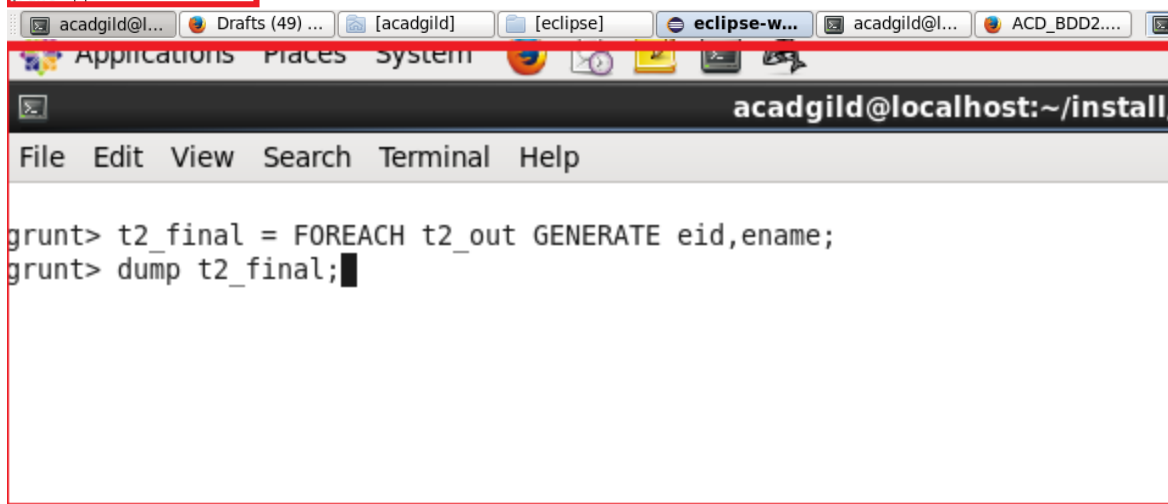 acadgild@l... Drafts (49) ... [acadgild] [eclipse] eclipse-w... acadgild@l... ACD_BDD2....
Applications Places System
acadgild@localhost:~/install/
File Edit View Search Terminal Help
grunt> t2_final = FOREACH t2_out GENERATE eid,ename;
grunt> dump t2_final;